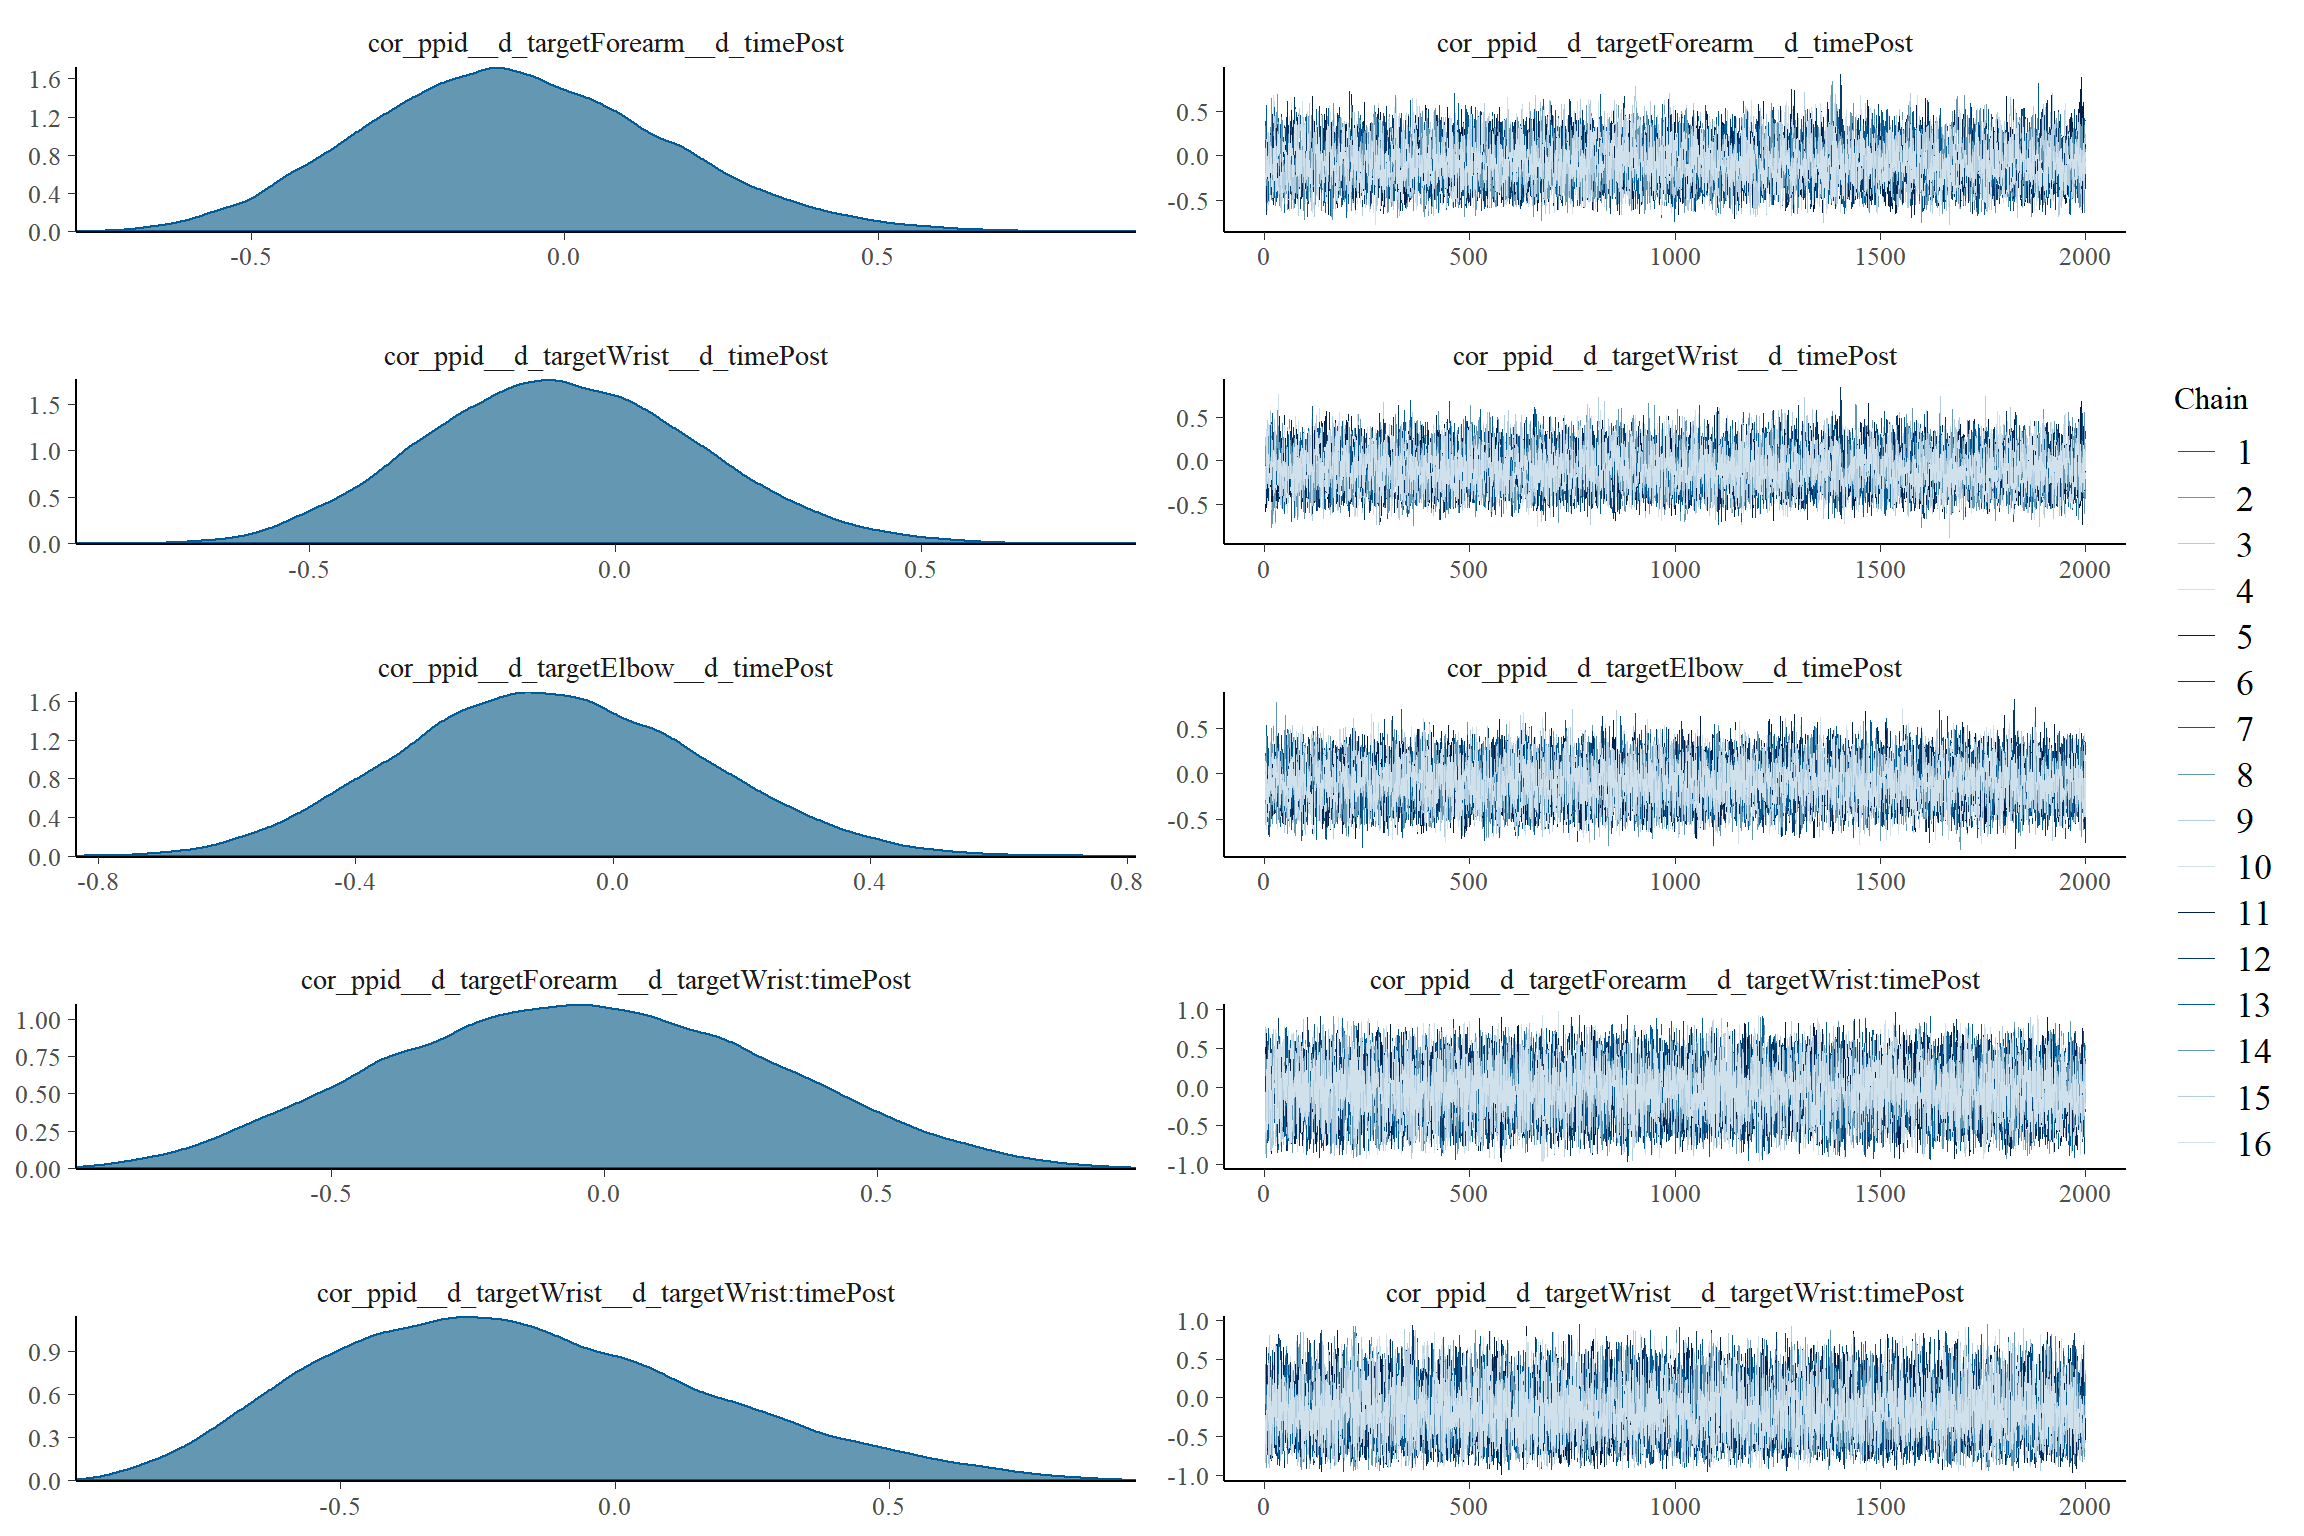 cor_ppid__d_targetForearm__d_timePost
1.6
1.2
0.8
0.4
0.0
-0.5 0.0 0.5
cor_ppid__d_targetForearm__d_timePost
0.5
0.0
-0.5
0 500 1000 1500 2000
cor_ppid__d_targetWrist__d_timePost
1.5
1.0
0.5
0.0
-0.5 0.0 0.5
cor_ppid__d_targetWrist__d_timePost
0.5
0.0
-0.5
0 500 1000 1500 2000
cor_ppid__d_targetElbow__d_timePost
1.6
1.2
0.8
0.4
0.0
-0.8 -0.4 0.0 0.4 0.8
cor_ppid__d_targetElbow__d_timePost
0.5
0.0
-0.5
0 500 1000 1500 2000
cor_ppid__d_targetForearm__d_targetWrist:timePost
1.00
0.75
0.50
0.25
0.00
-0.5 0.0 0.5
cor_ppid__d_targetForearm__d_targetWrist:timePost
1.0
0.5
0.0
-0.5
-1.0
0 500 1000 1500 2000
cor_ppid__d_targetWrist__d_targetWrist:timePost
0.9
0.6
0.3
0.0
-0.5 0.0 0.5
cor_ppid__d_targetWrist__d_targetWrist:timePost
1.0
0.5
0.0
-0.5
-1.0
0 500 1000 1500 2000
Chain
1
2
3
4
5
6
7
8
9
10
11
12
13
14
15
16